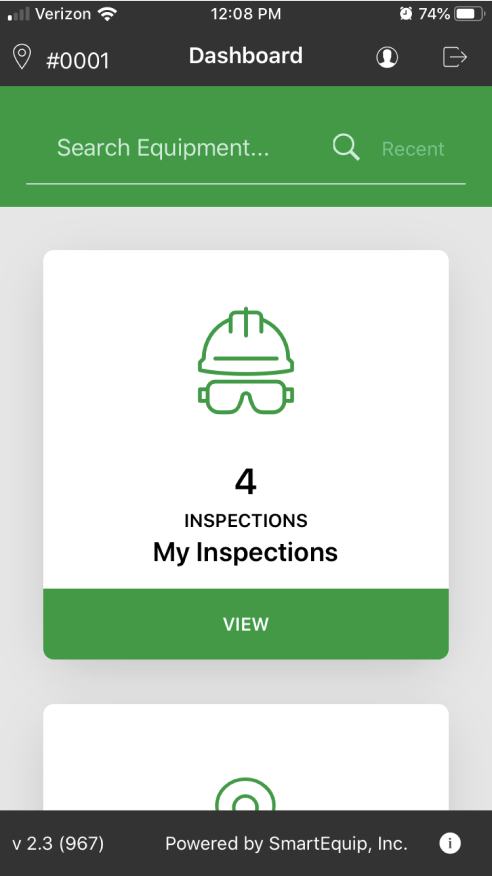 Verizon 12:08 PM 74%
#0001 Dashboard
Search Equipment... Recent
4
INSPECTIONS
My Inspections
VIEW
v 2.3 (967) Powered by SmartEquip, Inc. i